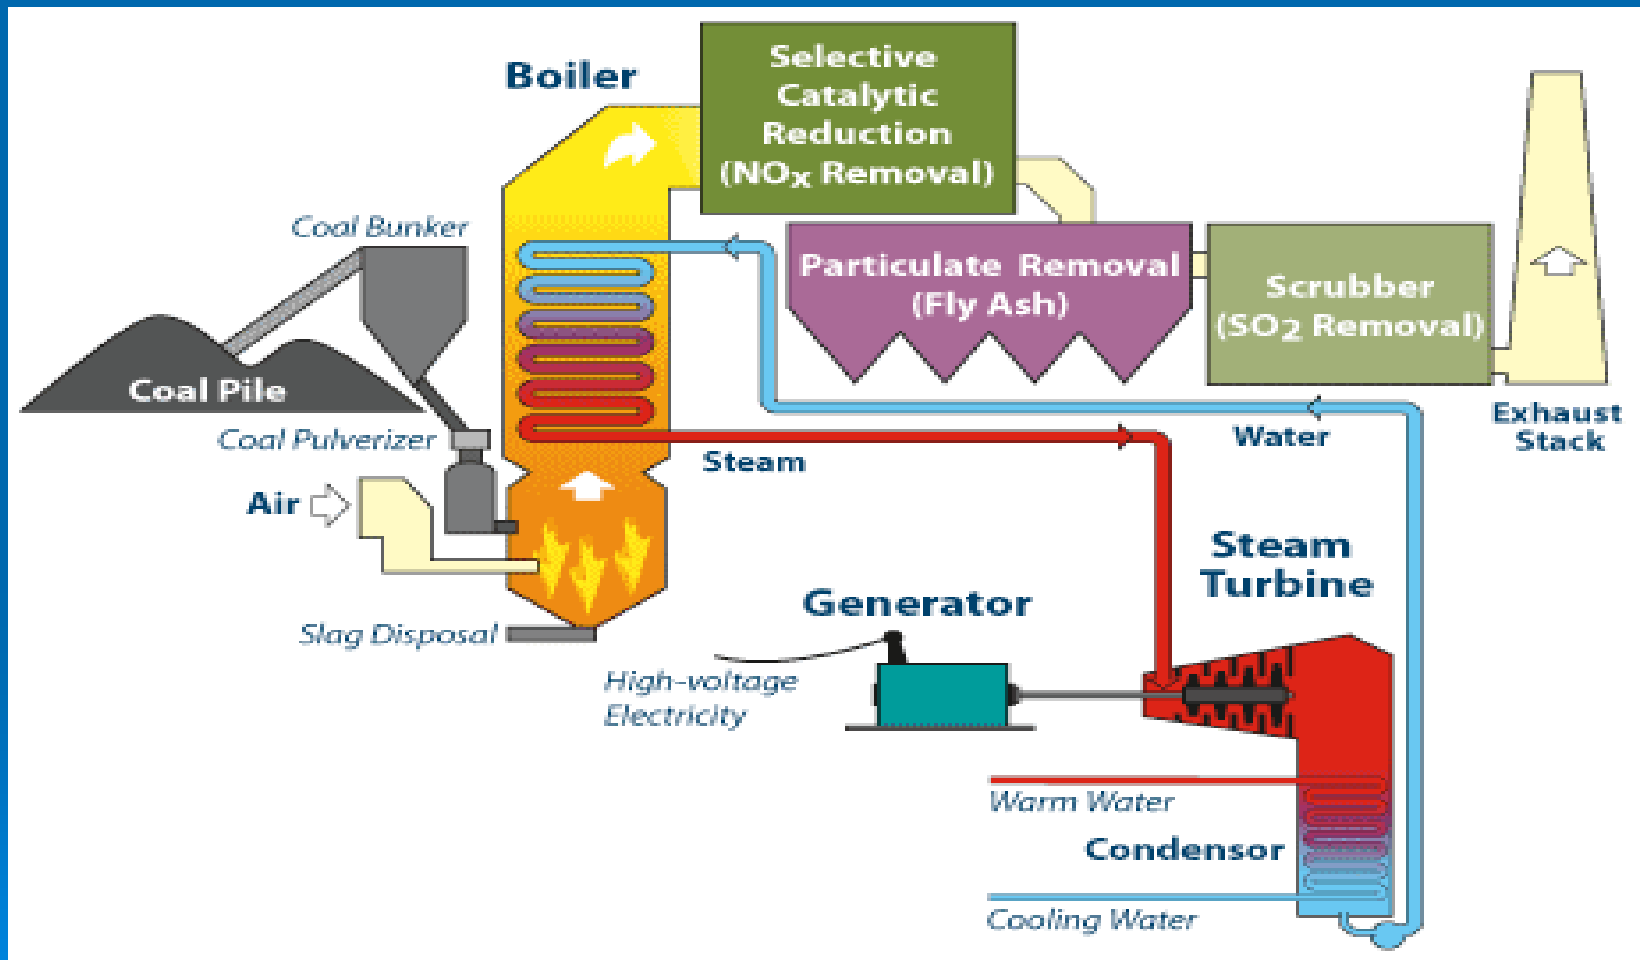 Boiler
Selective
Catalytic
Reduction
(NOx Removal)
Coal Bunker
Particulate Removal
(Fly Ash)
Scrubber
(SO2 Removal)
Coal Pile
Exhaust
Stack
Coal Pulverizer
Water
Steam
Air
Steam
Turbine
Generator
Slag Disposal
High-voltage
Electricity
Warm Water
Condensor
Cooling Water